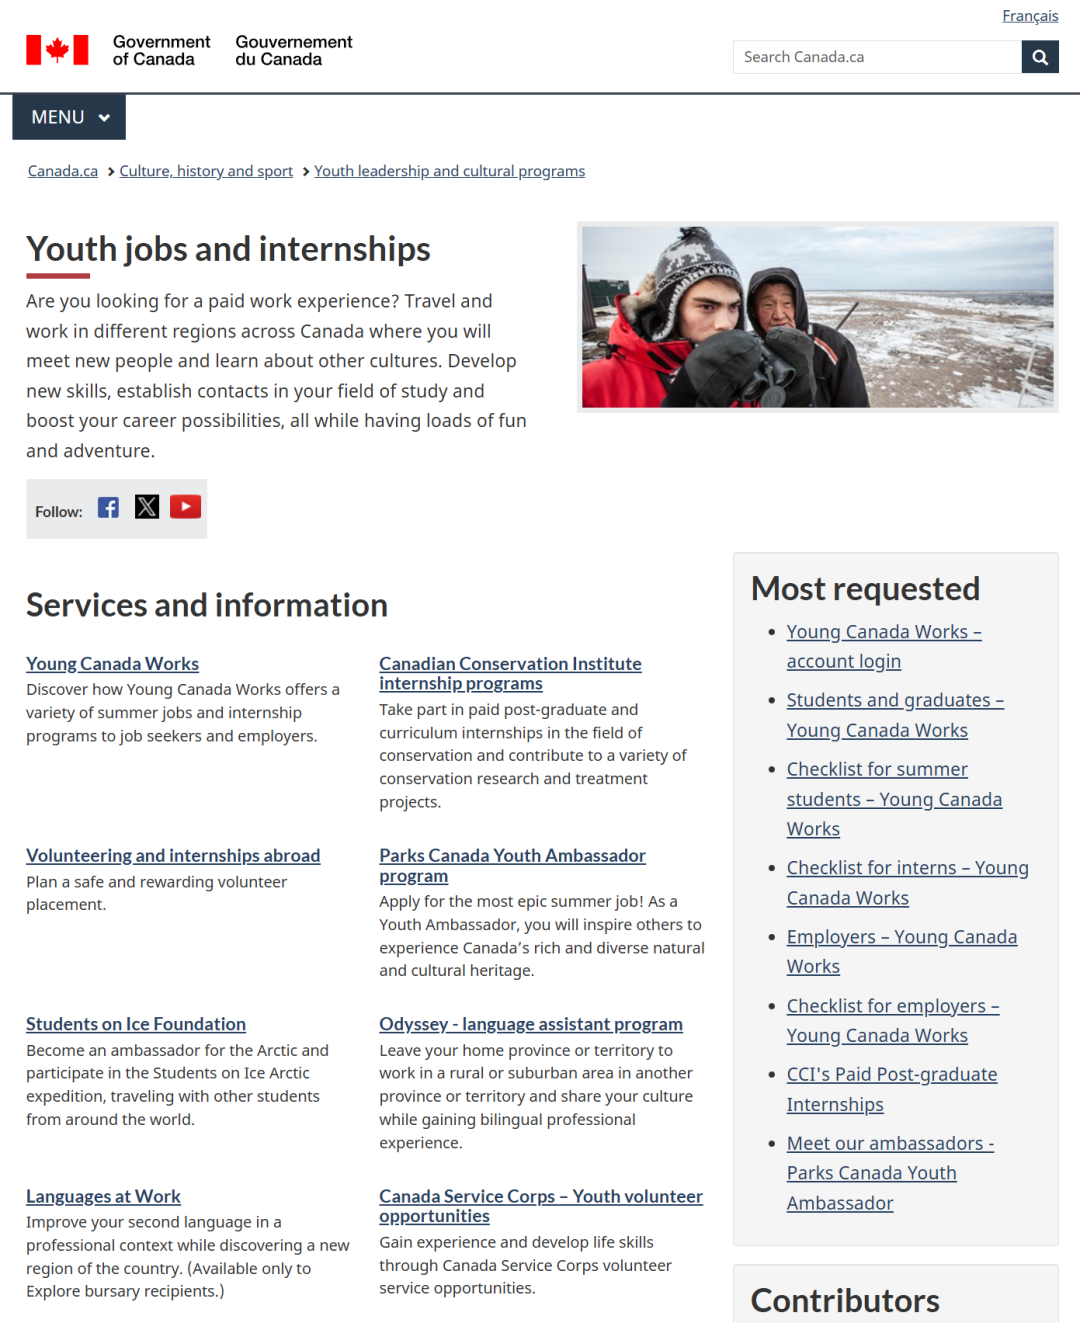 Français
Government
of Canada
Gouvernement
du Canada
Search Canada.ca
MENU
Canada.ca
Culture, history and sport
Youth leadership and cultural programs
Youth jobs and internships
Are you looking for a paid work experience? Travel and
work in different regions across Canada where you will
meet new people and learn about other cultures. Develop
new skills, establish contacts in your field of study and
boost your career possibilities, all while having loads of fun
and adventure.
Follow:
Services and information
Young Canada Works
Discover how Young Canada Works offers a
variety of summer jobs and internship
programs to job seekers and employers.
Canadian Conservation Institute
internship programs
Take part in paid post-graduate and
curriculum internships in the field of
conservation and contribute to a variety of
conservation research and treatment
projects.
Volunteering and internships abroad
Plan a safe and rewarding volunteer
placement.
Parks Canada Youth Ambassador
program
Apply for the most epic summer job! As a
Youth Ambassador, you will inspire others to
experience Canada’s rich and diverse natural
and cultural heritage.
Students on Ice Foundation
Become an ambassador for the Arctic and
participate in the Students on Ice Arctic
expedition, traveling with other students
from around the world.
Odyssey - language assistant program
Leave your home province or territory to
work in a rural or suburban area in another
province or territory and share your culture
while gaining bilingual professional
experience.
Languages at Work
Improve your second language in a
professional context while discovering a new
region of the country. (Available only to
Explore bursary recipients.)
Canada Service Corps – Youth volunteer
opportunities
Gain experience and develop life skills
through Canada Service Corps volunteer
service opportunities.
Most requested
Young Canada Works –
account login
Students and graduates –
Young Canada Works
Checklist for summer
students – Young Canada
Works
Checklist for interns – Young
Canada Works
Employers – Young Canada
Works
Checklist for employers –
Young Canada Works
CCI's Paid Post-graduate
Internships
Meet our ambassadors -
Parks Canada Youth
Ambassador
Contributors